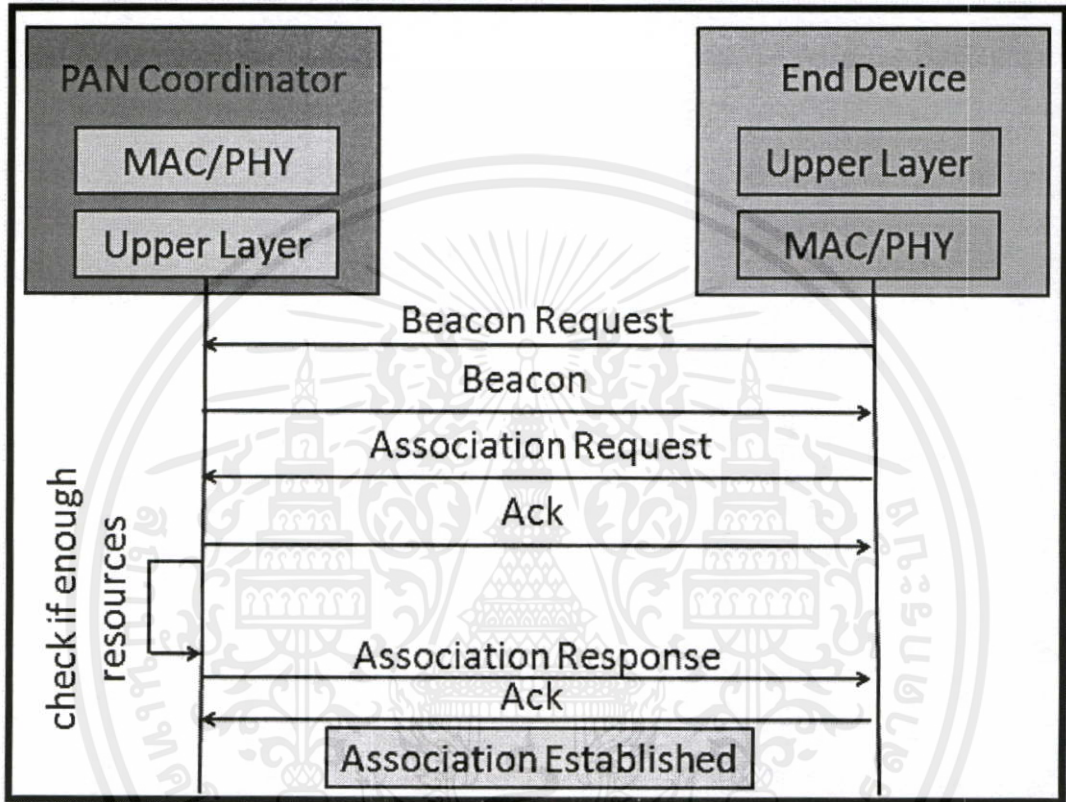 PAN Coordinator
MAC/PHY
Upper Layer
End Device
Upper Layer
MAC/PHY
Beacon Request
Beacon
Association Request
Ack
check if enough
resources
Association Response
Ack
Association Established